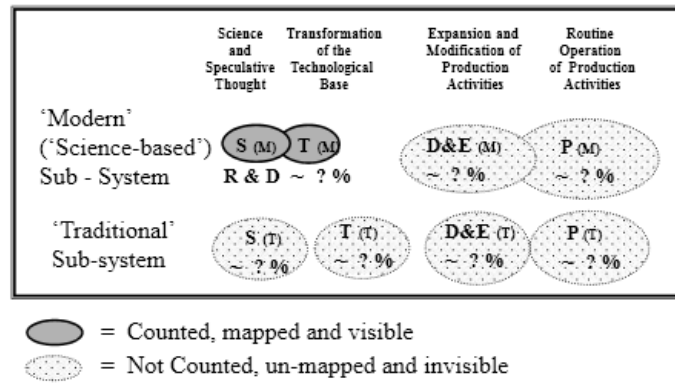 Science and Speculative Thought
Transformation of the Technological Base
Expansion and Modification of Production Activities
Routine Operation of Production Activities
'Modern'
('Science-based')
Sub - System
S (M)
T (M)
D&E (M)
P (M)
R & D ~ ? %
~ ? %
~ ? %
'Traditional'
Sub-system
S (T)
T (T)
D&E (T)
P (T)
~ ? %
~ ? %
~ ? %
~ ? %
= Counted, mapped and visible
= Not Counted, un-mapped and invisible